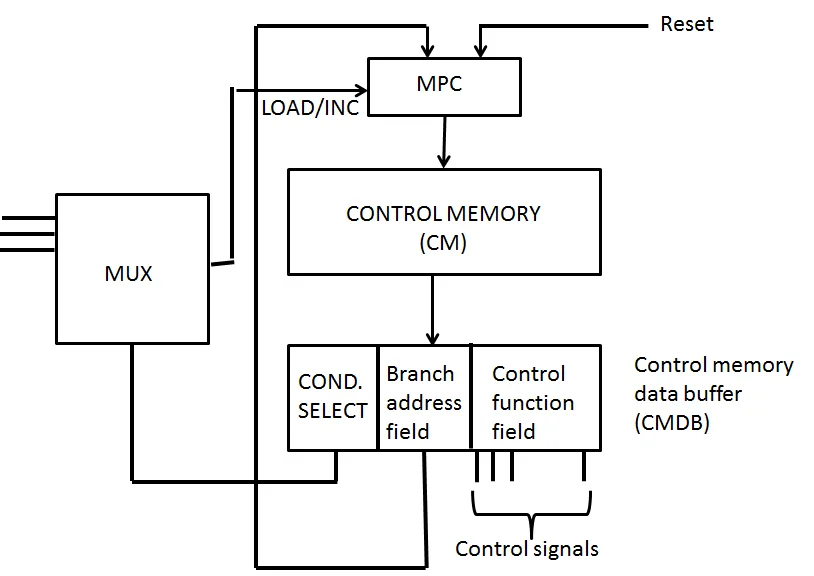 Reset
MPC
LOAD/INC
CONTROL MEMORY
(CM)
MUX
COND.
SELECT
Branch
address
field
Control
function
field
Control memory
data buffer
(CMDB)
Control signals